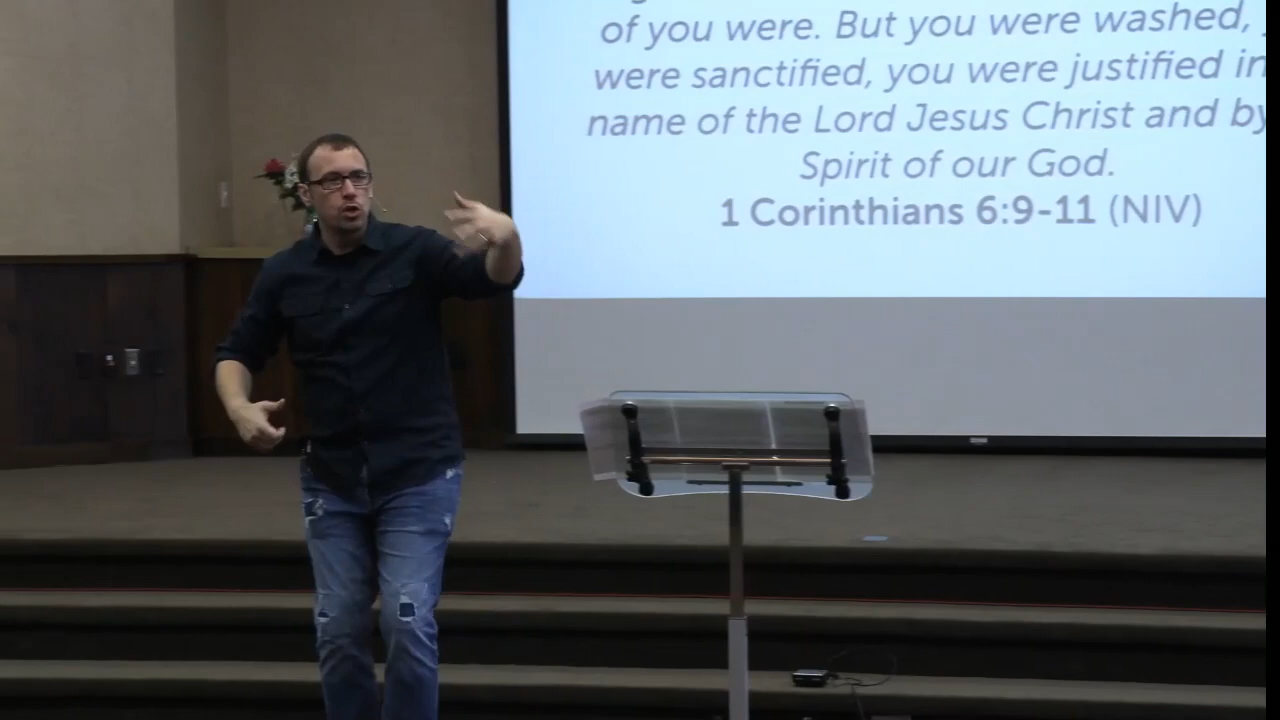 of you were. But you were washed,
were sanctified, you were justified in
name of the Lord Jesus Christ and by
Spirit of our God.
1 Corinthians 6:9-11 (NIV)